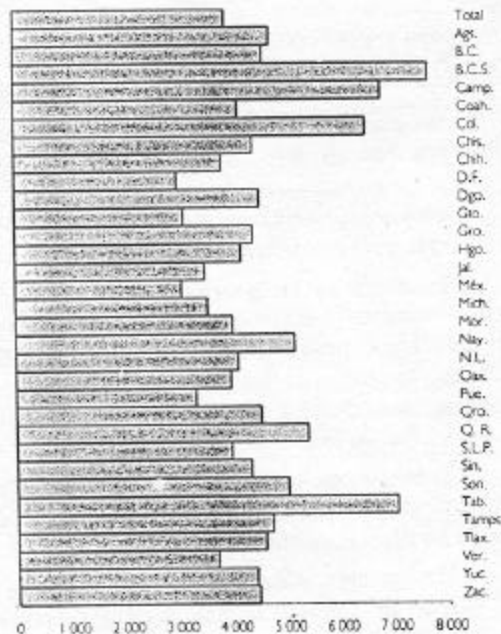 Total
Ags.
B.C.
B.C.S.
Camp.
Coah.
Col.
Chis.
Chih.
D.F.
Dgo.
Gto.
Gro.
Hgo.
Jal.
Méx.
Mich.
Mor.
Nay.
N.L.
Oax.
Pue.
Qro.
Q. R.
S.L.P.
Sin.
Son.
Tab.
Tamps
Tlax.
Ver.
Yuc.
Zac.
0 1 000 2 000 3 000 4 000 5 000 6 000 7 000 8 000